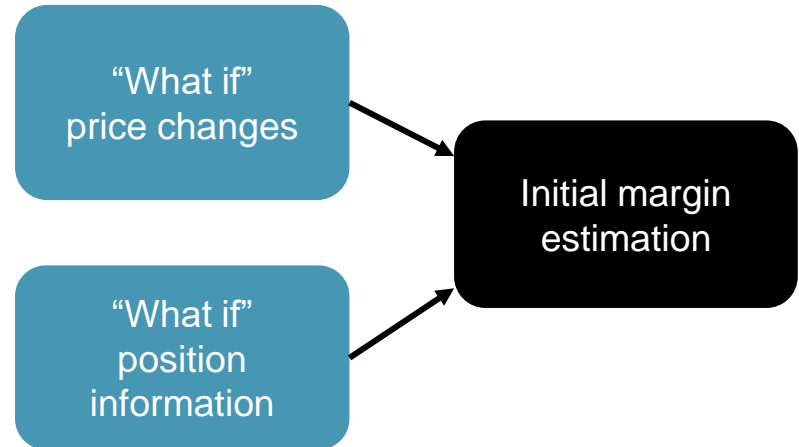 “What if”
price changes
Initial margin
estimation
“What if”
position
information